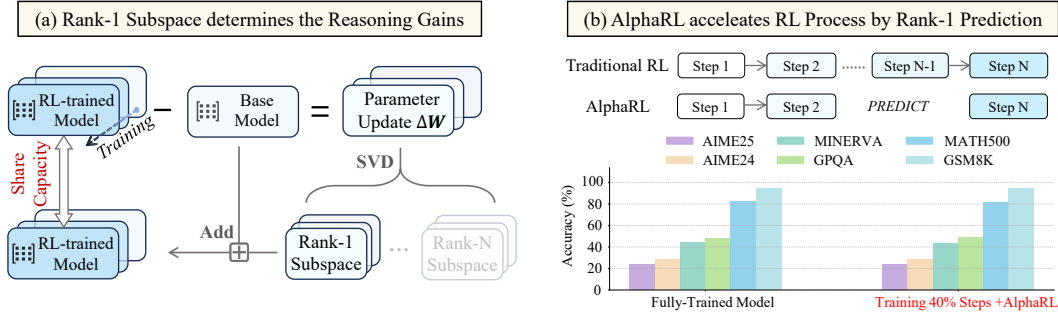 (a) Rank-1 Subspace determines the Reasoning Gains
RL-trained
Model
Training
Base
Model
=
Parameter
Update ΔW
Share
Capacity
SVD
Add
RL-trained
Model
Rank-1
Subspace
...
Rank-N
Subspace
(b) AlphaRL accelerates RL Process by Rank-1 Prediction
Traditional RL
Step 1
Step 2
......
Step N-1
Step N
AlphaRL
Step 1
Step 2
PREDICT
Step N
AIME25
MINERVA
MATH500
AIME24
GPQA
GSM8K
Accuracy (%)
100
80
60
40
20
0
Fully-Trained Model
Training 40% Steps +AlphaRL